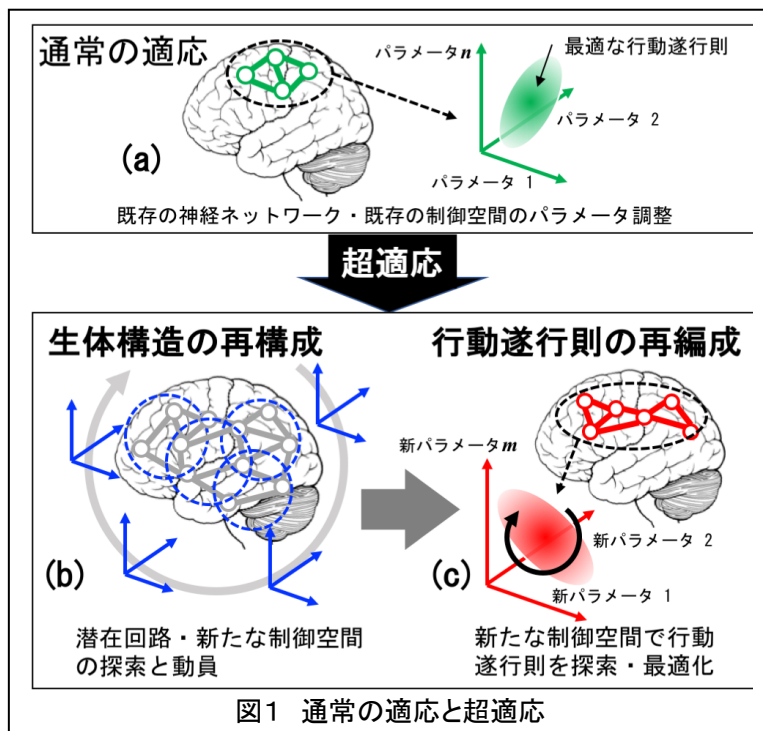 通常の適応
パラメータn
最適な行動遂行則
パラメータ 2
(a)
パラメータ 1
既存の神経ネットワーク・既存の制御空間のパラメータ調整
超適応
生体構造の再構成
行動遂行則の再編成
新パラメータm
新パラメータ 2
(b)
(c)
新パラメータ 1
潜在回路・新たな制御空間
の探索と動員
新たな制御空間で行動
遂行則を探索・最適化
図1 通常の適応と超適応